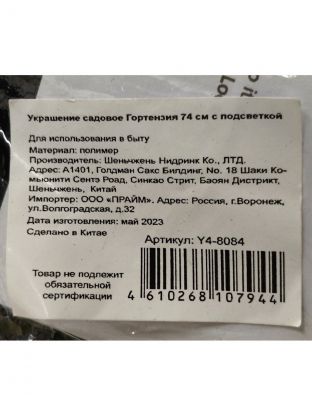 o i
Lo
Украшение садовое Гортензия 74 см с подсветкой
Для использования в быту
Материал: полимер
Производитель: Шеньчжень Нидринк Ко., ЛТД.
Адрес: А1401, Голдман Сакс Билдинг, No. 18 Шаки Ко-
мьюнити Сентэ Роад, Синкао Стрит, Баоян Дистрикт,
Шеньчжень, Китай
Импортер: ООО «ПРАЙМ». Адрес: Россия, г.Воронеж,
ул.Волгоградская, д.32
Дата изготовления: май 2023
Сделано в Китае
Артикул: Y4-8084
Товар не подлежит
обязательной
сертификации
4 610268 107944